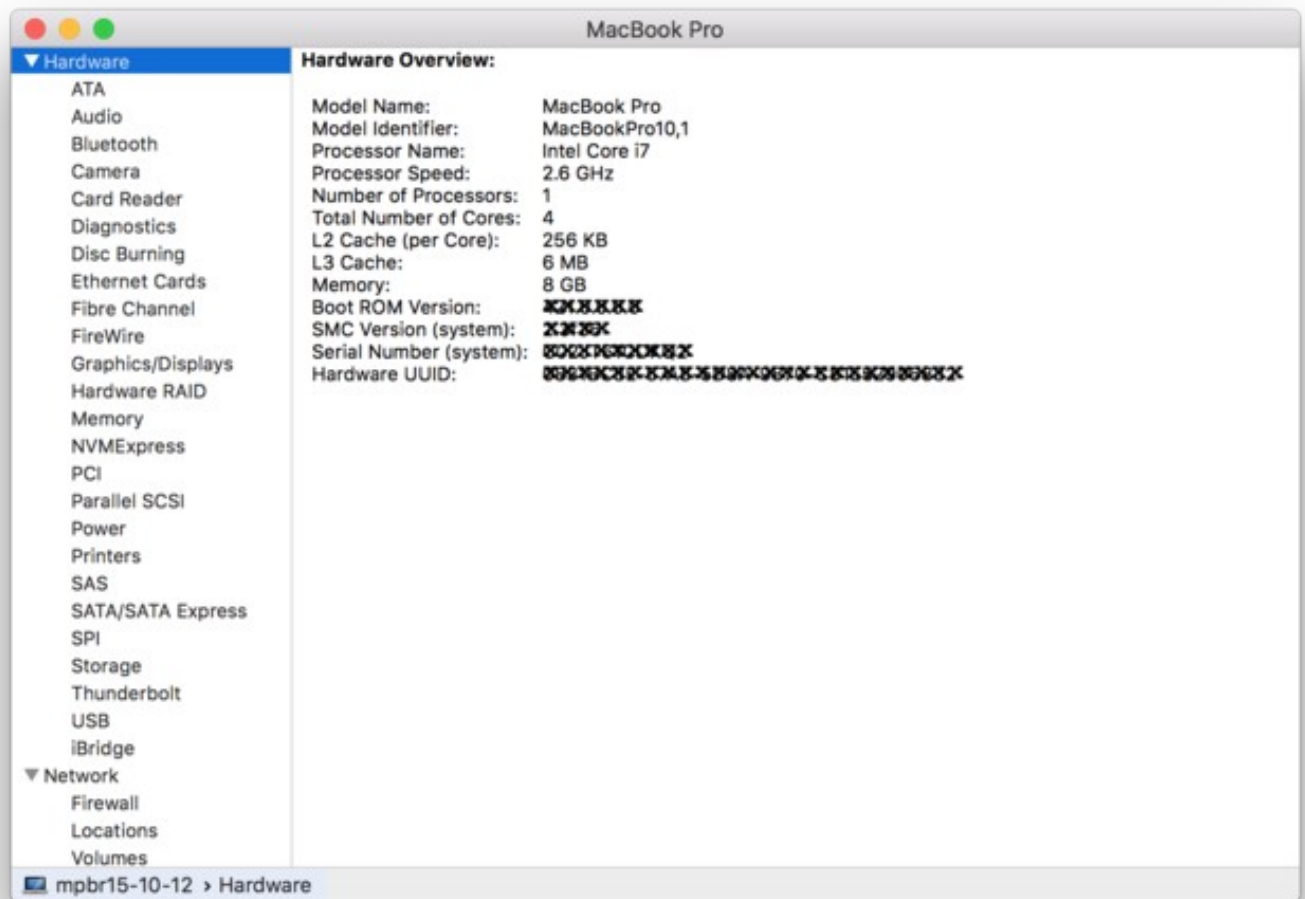 MacBook Pro
Hardware
ATA
Audio
Bluetooth
Camera
Card Reader
Diagnostics
Disc Burning
Ethernet Cards
Fibre Channel
FireWire
Graphics/Displays
Hardware RAID
Memory
NVMExpress
PCI
Parallel SCSI
Power
Printers
SAS
SATA/SATA Express
SPI
Storage
Thunderbolt
USB
iBridge
Network
Firewall
Locations
Volumes
Hardware Overview:
Model Name: MacBook Pro
Model Identifier: MacBookPro10,1
Processor Name: Intel Core i7
Processor Speed: 2.6 GHz
Number of Processors: 1
Total Number of Cores: 4
L2 Cache (per Core): 256 KB
L3 Cache: 6 MB
Memory: 8 GB
Boot ROM Version:
SMC Version (system):
Serial Number (system):
Hardware UUID:
mpbr15-10-12 › Hardware